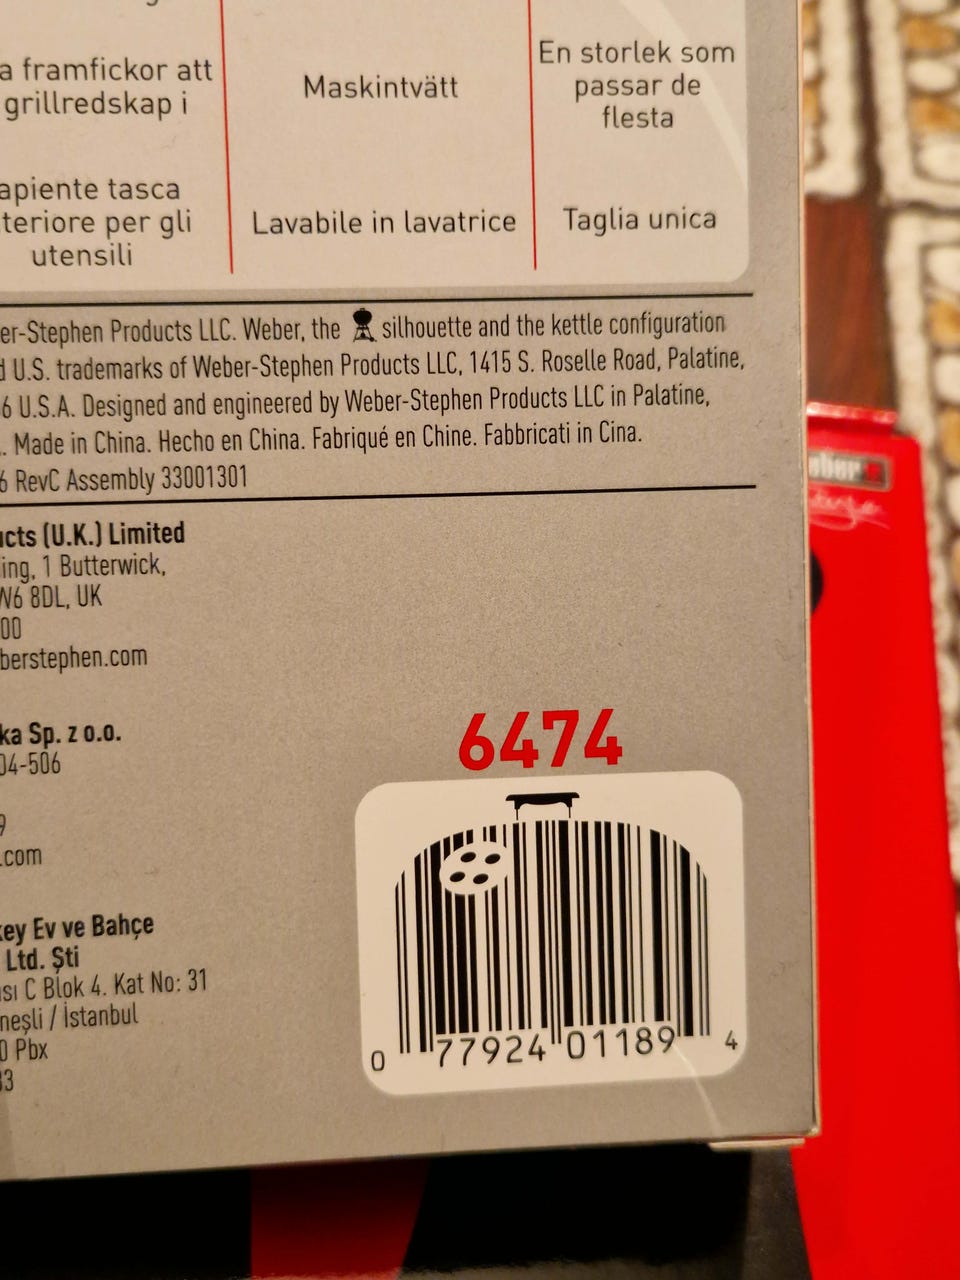 a framfickor att
grillredskap i
Maskintvätt
En storlek som
passar de
flesta
apiente tasca
teriore per gli
utensili
Lavabile in lavatrice
Taglia unica
er-Stephen Products LLC. Weber, the silhouette and the kettle configuration
d U.S. trademarks of Weber-Stephen Products LLC, 1415 S. Roselle Road, Palatine,
6 U.S.A. Designed and engineered by Weber-Stephen Products LLC in Palatine,
. Made in China. Hecho en China. Fabriqué en Chine. Fabbricati in Cina.
6 RevC Assembly 33001301
ucts (U.K.) Limited
ing, 1 Butterwick,
W6 8DL, UK
00
berstephen.com
ka Sp. z o.o.
04-506
9
.com
key Ev ve Bahçe
Ltd. Şti
ası C Blok 4. Kat No: 31
neşli / İstanbul
0 Pbx
33
6474
0 77924 01189 4